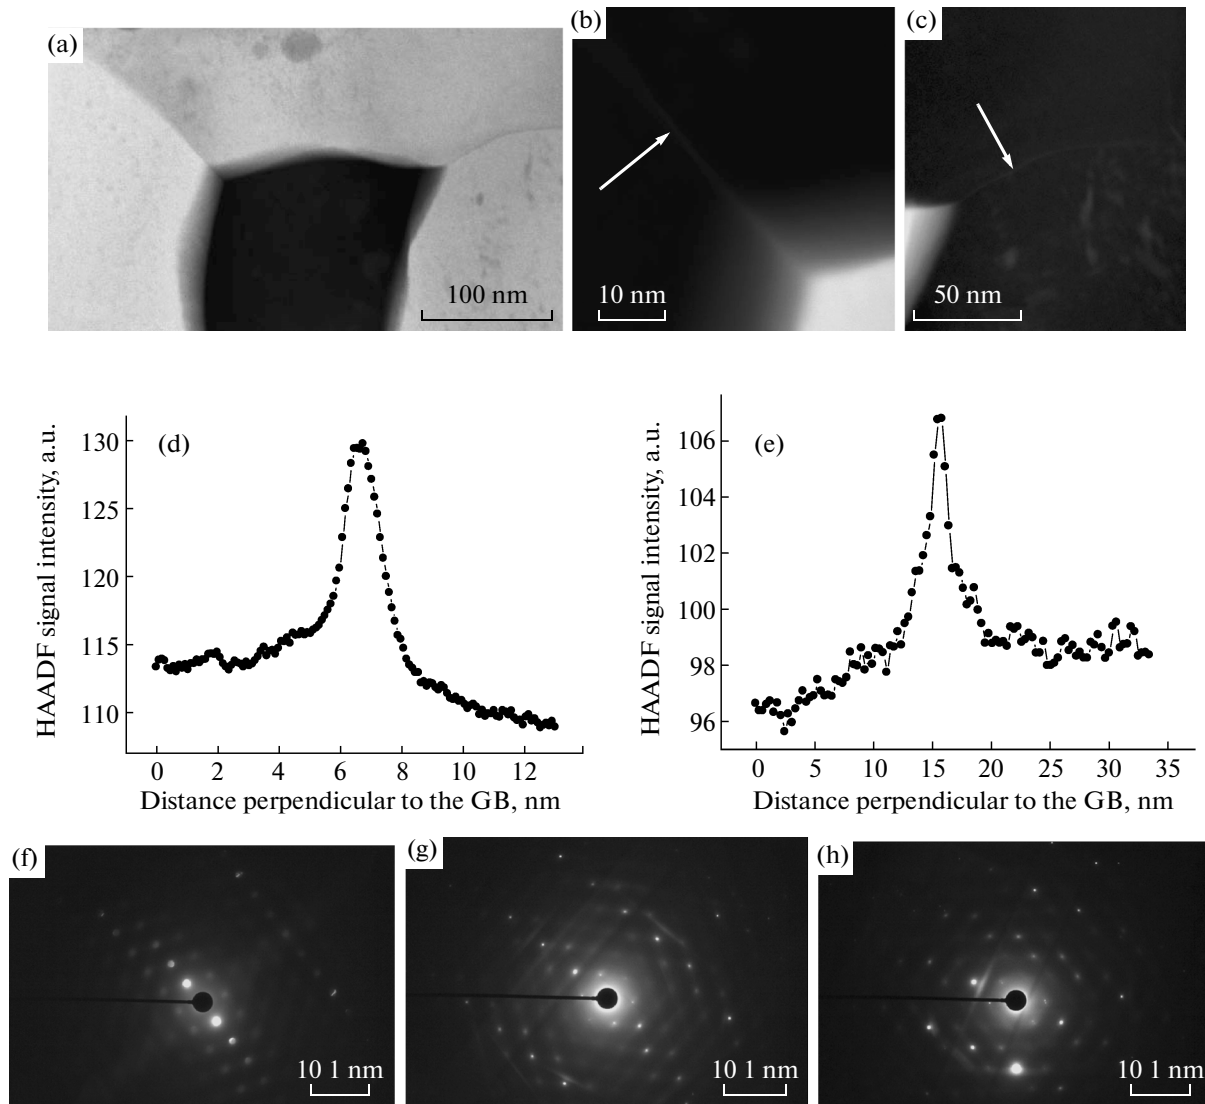 (a)
100 nm
(b)
10 nm
(c)
50 nm
(d)
HAADF signal intensity, a.u.
130
125
120
115
110
0 2 4 6 8 10 12
Distance perpendicular to the GB, nm
(e)
HAADF signal intensity, a.u.
106
104
102
100
98
96
0 5 10 15 20 25 30 35
Distance perpendicular to the GB, nm
(f)
10 1 nm
(g)
10 1 nm
(h)
10 1 nm